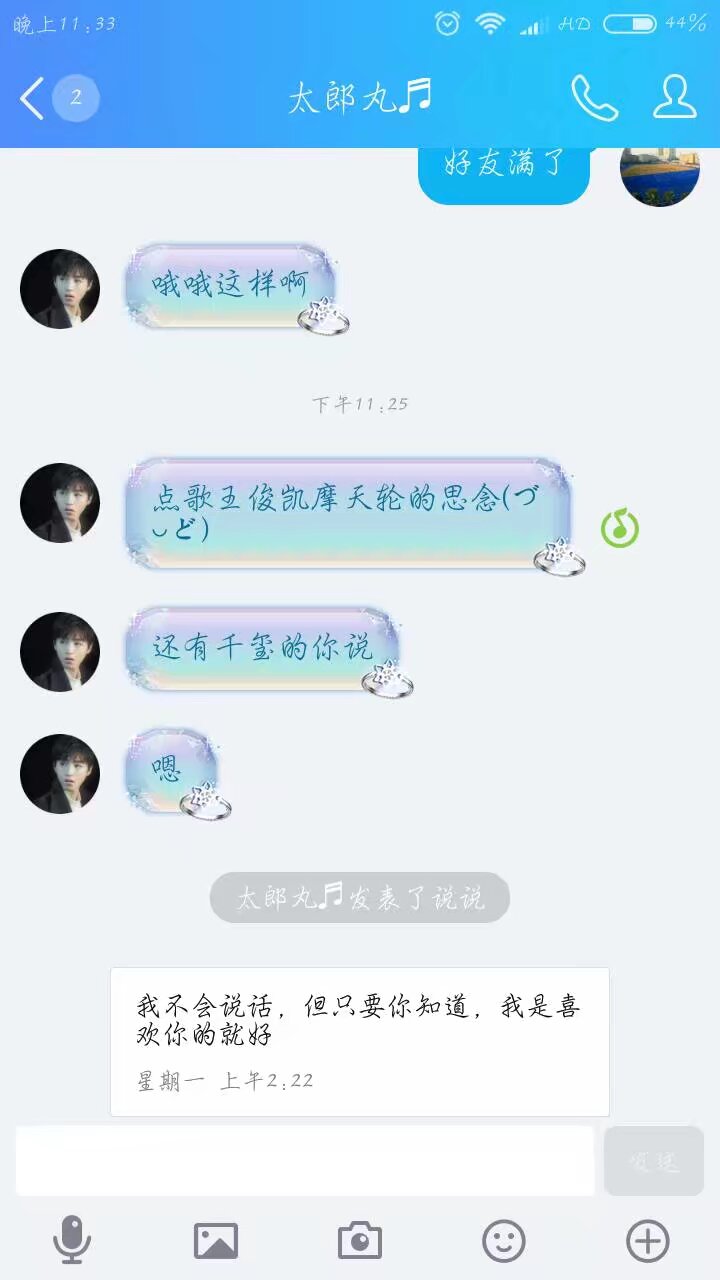 晚上11:33
HD
44%
2
太郎丸🎵
好友满了
哦哦这样啊
下午11:25
点歌王俊凯摩天轮的思念(づ
⌣ど)
还有千玺的你说
嗯
太郎丸🎵发表了说说
我不会说话，但只要你知道，我是喜
欢你的就好
星期一 上午2:22
发送